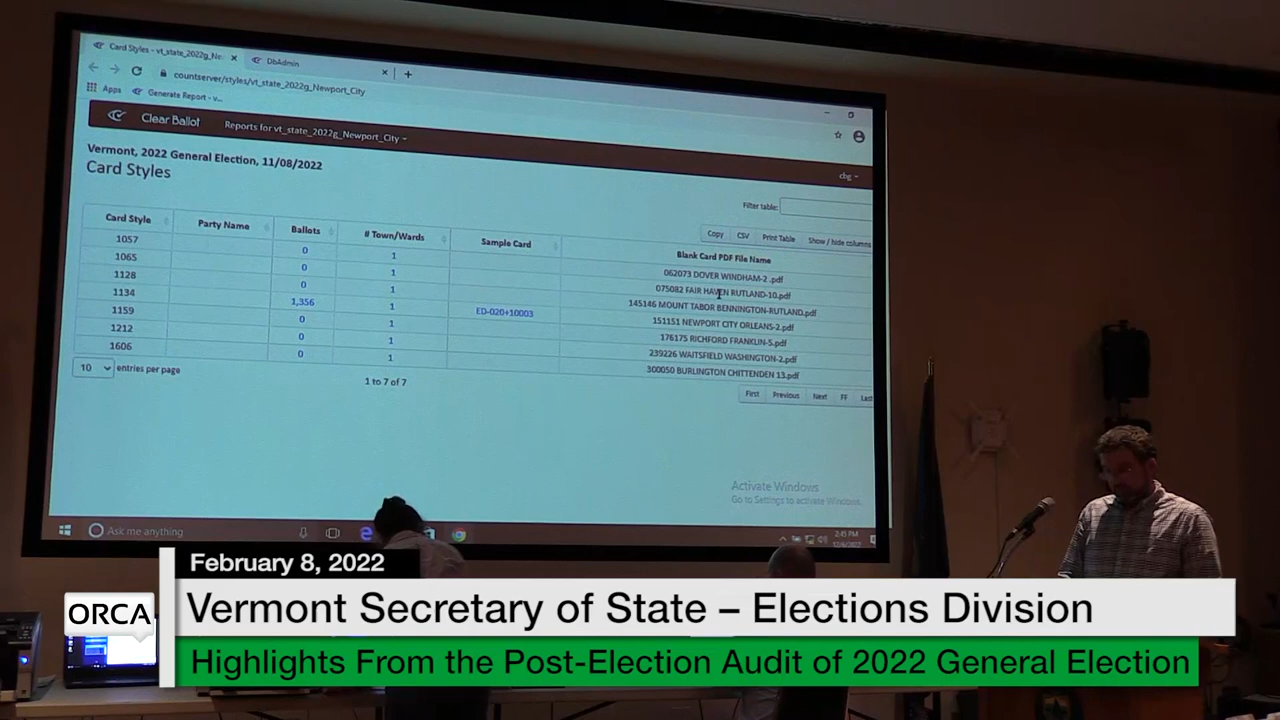 Card Styles - vt_state_2022g_Ne
DbAdmin
countserver/styles/vt_state_2022g_Newport_City
Apps
Generate Report - v...
Clear Ballot
Reports for vt_state_2022g_Newport_City
cbg
Vermont, 2022 General Election, 11/08/2022
Card Styles
Filter table:
Copy CSV Print Table Show / hide columns
Card Style Party Name Ballots # Town/Wards Sample Card Blank Card PDF File Name
1057 0 1 062073 DOVER WINDHAM-2 .pdf
1065 0 1 075082 FAIR HAVEN RUTLAND-10.pdf
1128 0 1 145146 MOUNT TABOR BENNINGTON-RUTLAND.pdf
1134 1,356 1 ED-020+10003 151151 NEWPORT CITY ORLEANS-2.pdf
1159 0 1 176175 RICHFORD FRANKLIN-5.pdf
1212 0 1 239226 WAITSFIELD WASHINGTON-2.pdf
1606 0 1 300050 BURLINGTON CHITTENDEN 13.pdf
10 entries per page
1 to 7 of 7
First Previous Next FF Last
Activate Windows
Go to Settings to activate Windows.
Ask me anything
2:45 PM
12/6/2022
February 8, 2022
ORCA
Vermont Secretary of State – Elections Division
Highlights From the Post-Election Audit of 2022 General Election